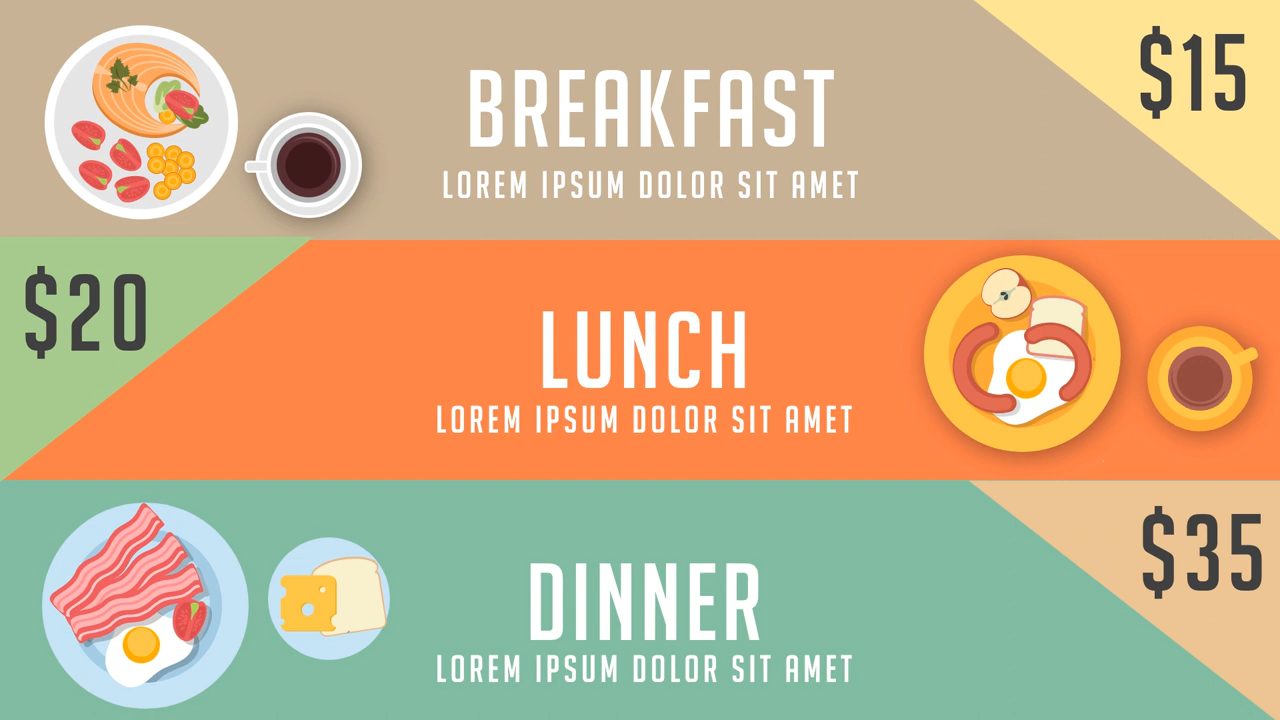 BREAKFAST
LOREM IPSUM DOLOR SIT AMET
$15
$20
LUNCH
LOREM IPSUM DOLOR SIT AMET
DINNER
LOREM IPSUM DOLOR SIT AMET
$35